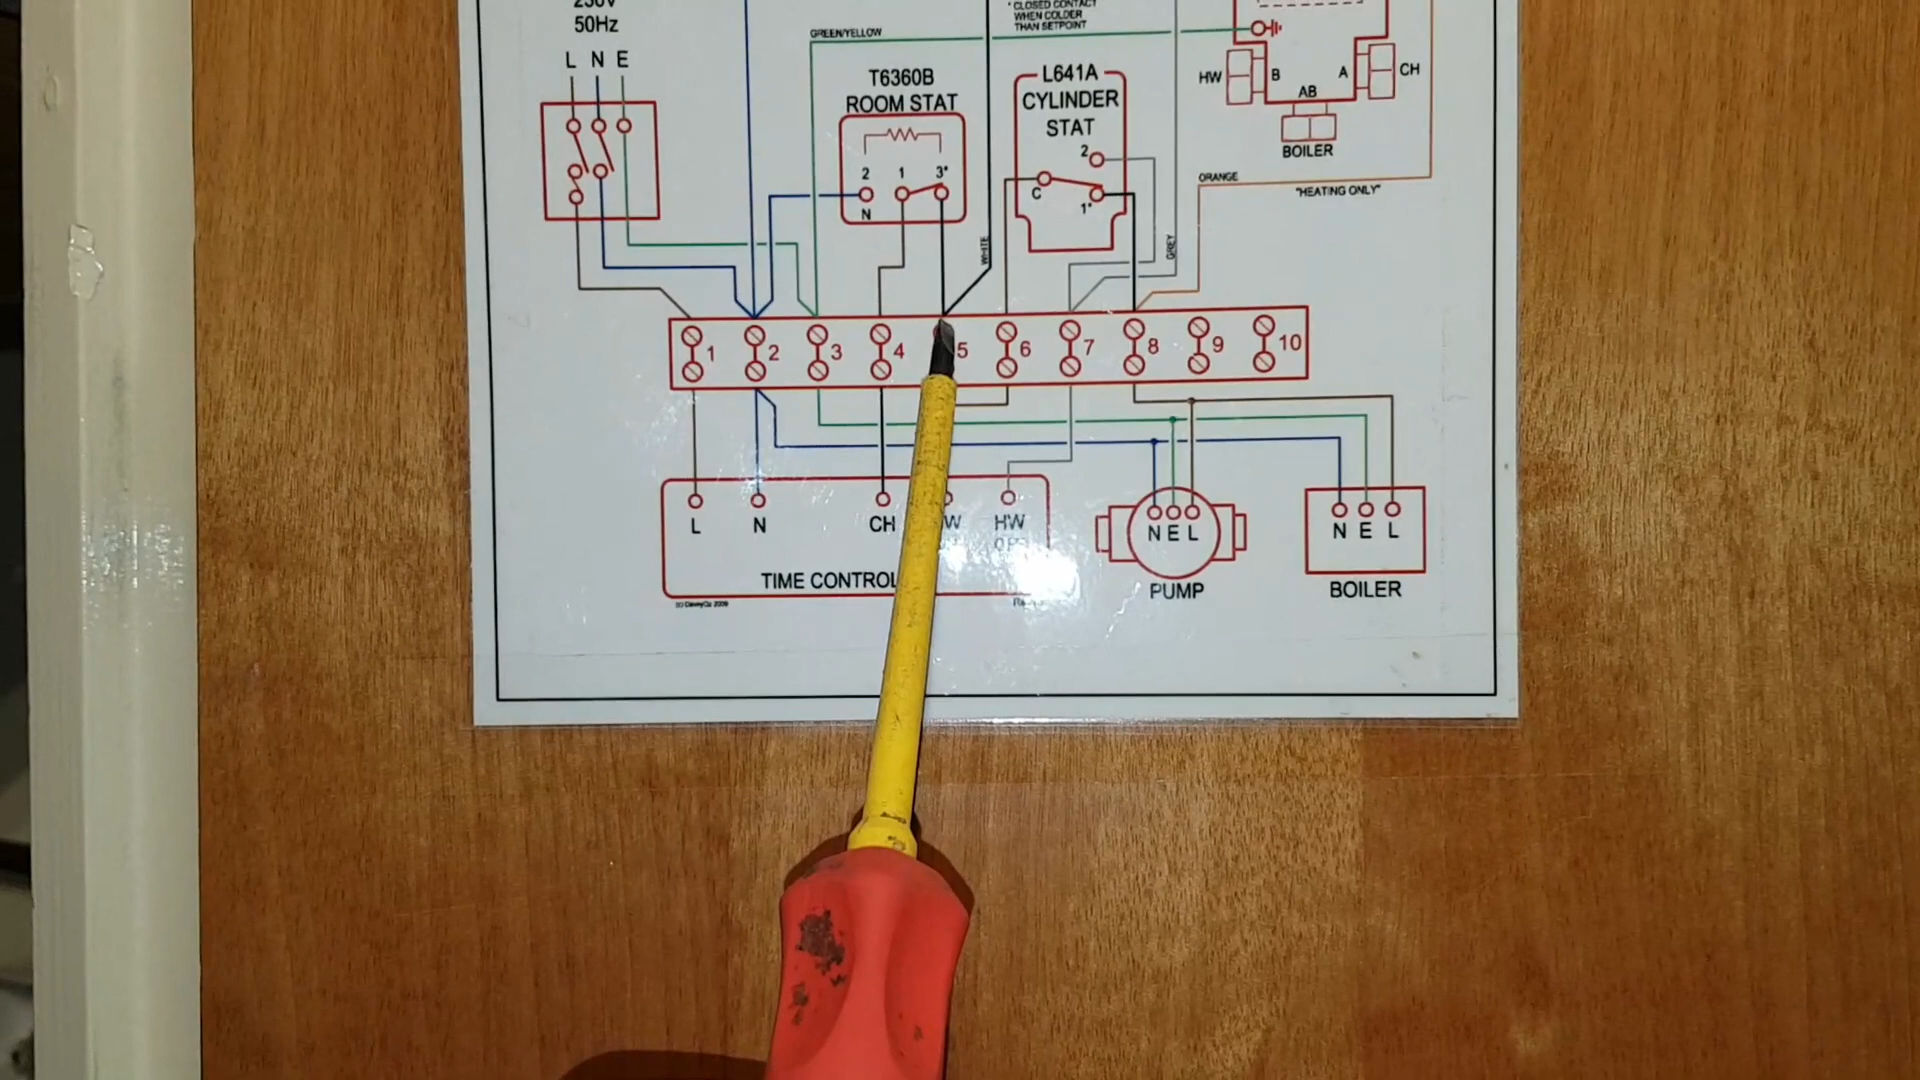 230V
50Hz
L N E
* CLOSED CONTACT
WHEN COLDER
THAN SETPOINT
GREEN/YELLOW
T6360B
ROOM STAT
2 1 3*
N
L641A
CYLINDER
STAT
2
C
1*
WHITE
GREY
HW B A CH
AB
BOILER
ORANGE
"HEATING ONLY"
1 2 3 4 5 6 7 8 9 10
L N CH W HW
TIME CONTROL
N E L
PUMP
N E L
BOILER